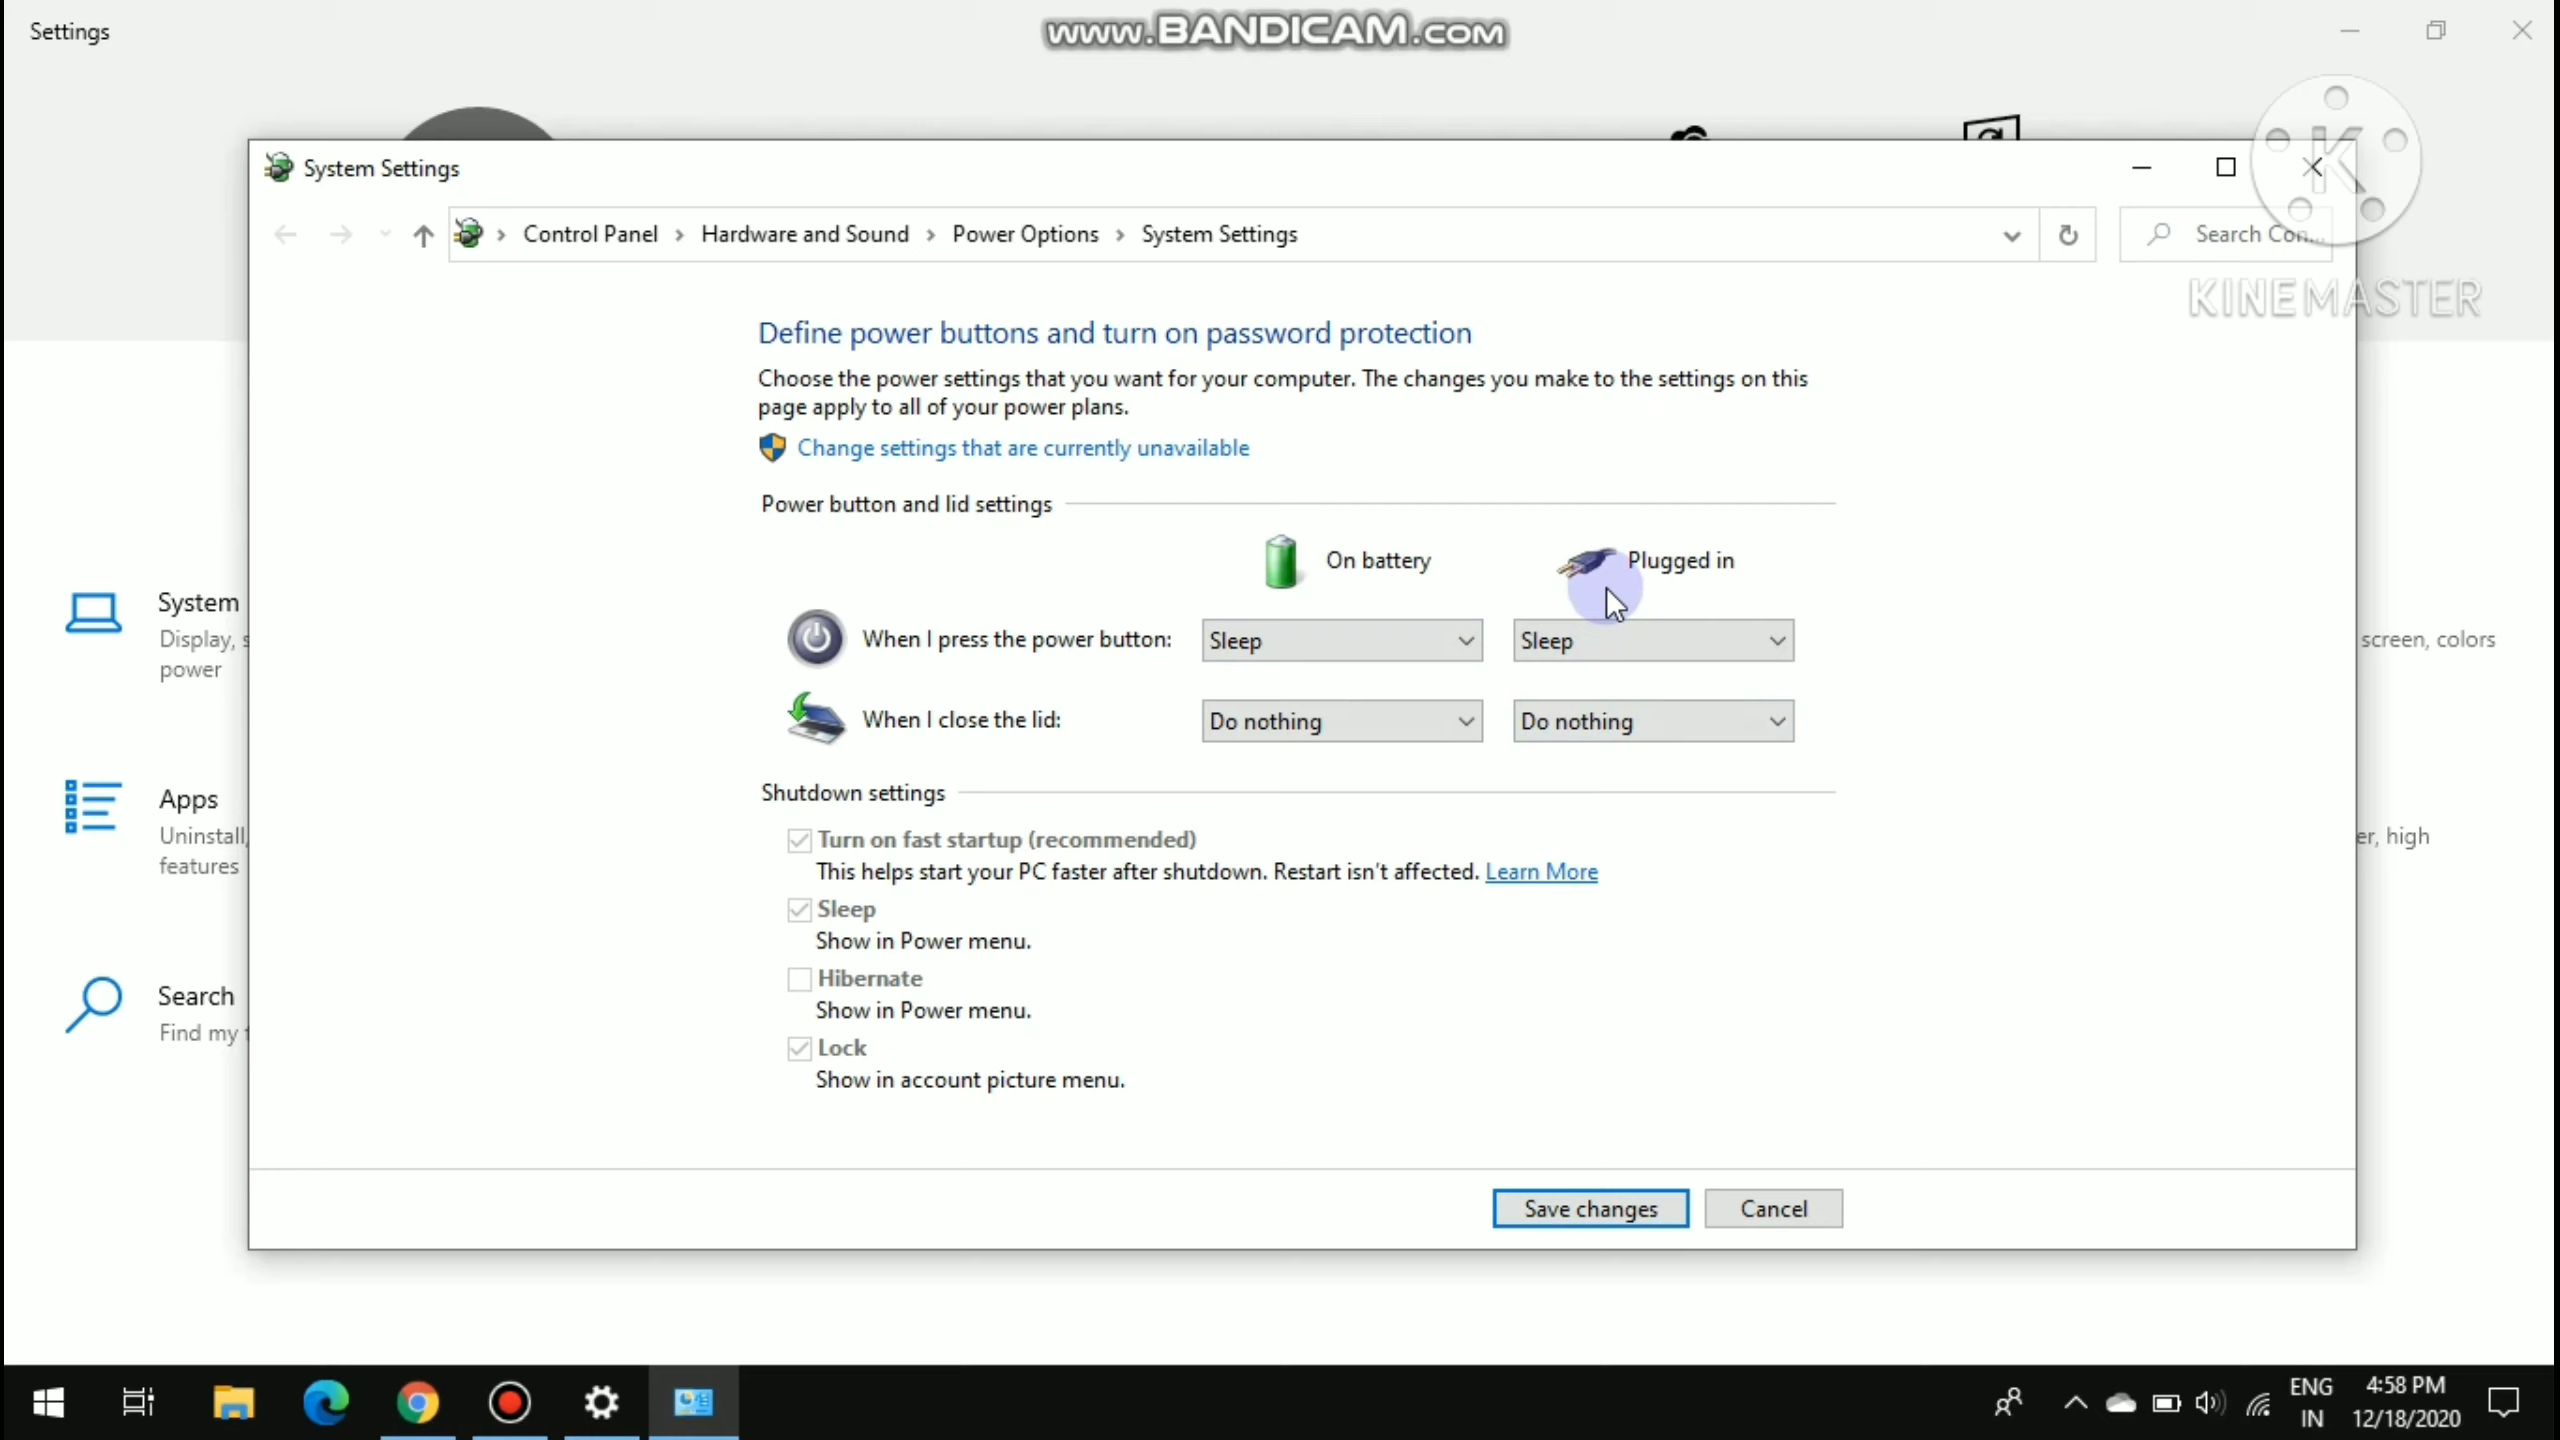 Settings
www.BANDICAM.com
System Settings
Control Panel › Hardware and Sound › Power Options › System Settings
Search Con...
KINEMASTER
Define power buttons and turn on password protection
Choose the power settings that you want for your computer. The changes you make to the settings on this
page apply to all of your power plans.
Change settings that are currently unavailable
Power button and lid settings
On battery
Plugged in
When I press the power button:
Sleep
Sleep
When I close the lid:
Do nothing
Do nothing
Shutdown settings
Turn on fast startup (recommended)
This helps start your PC faster after shutdown. Restart isn't affected. Learn More
Sleep
Show in Power menu.
Hibernate
Show in Power menu.
Lock
Show in account picture menu.
Save changes
Cancel
System
Display,
power
Apps
Uninstall,
features
Search
Find my
screen, colors
high
ENG
IN
4:58 PM
12/18/2020